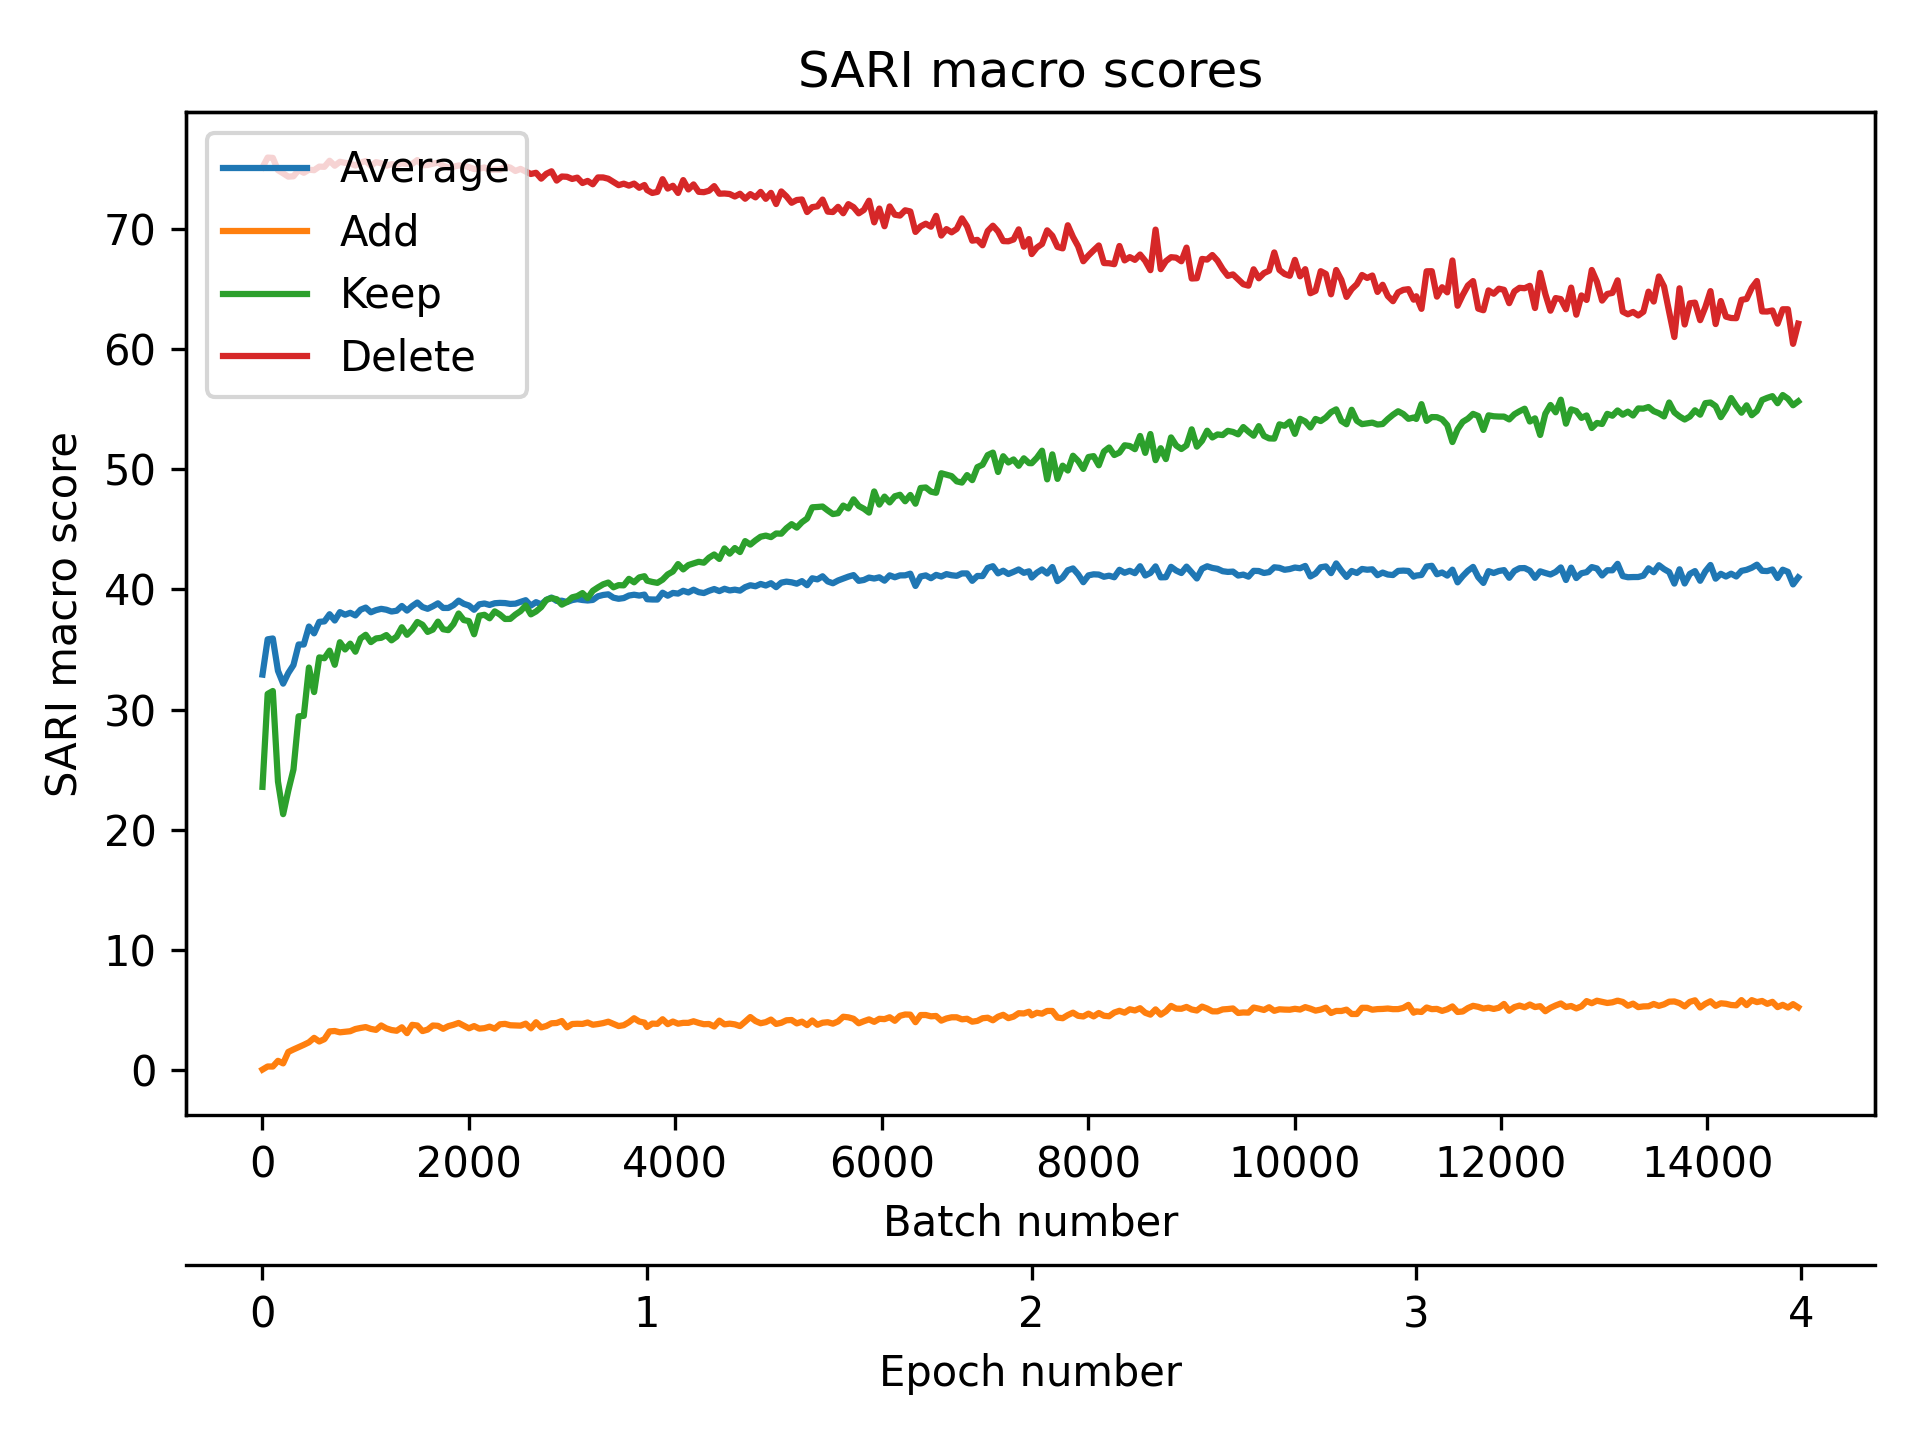 SARI macro scores
Average
Add
Keep
Delete
SARI macro score
70
60
50
40
30
20
10
0
0 2000 4000 6000 8000 10000 12000 14000
Batch number
0 1 2 3 4
Epoch number